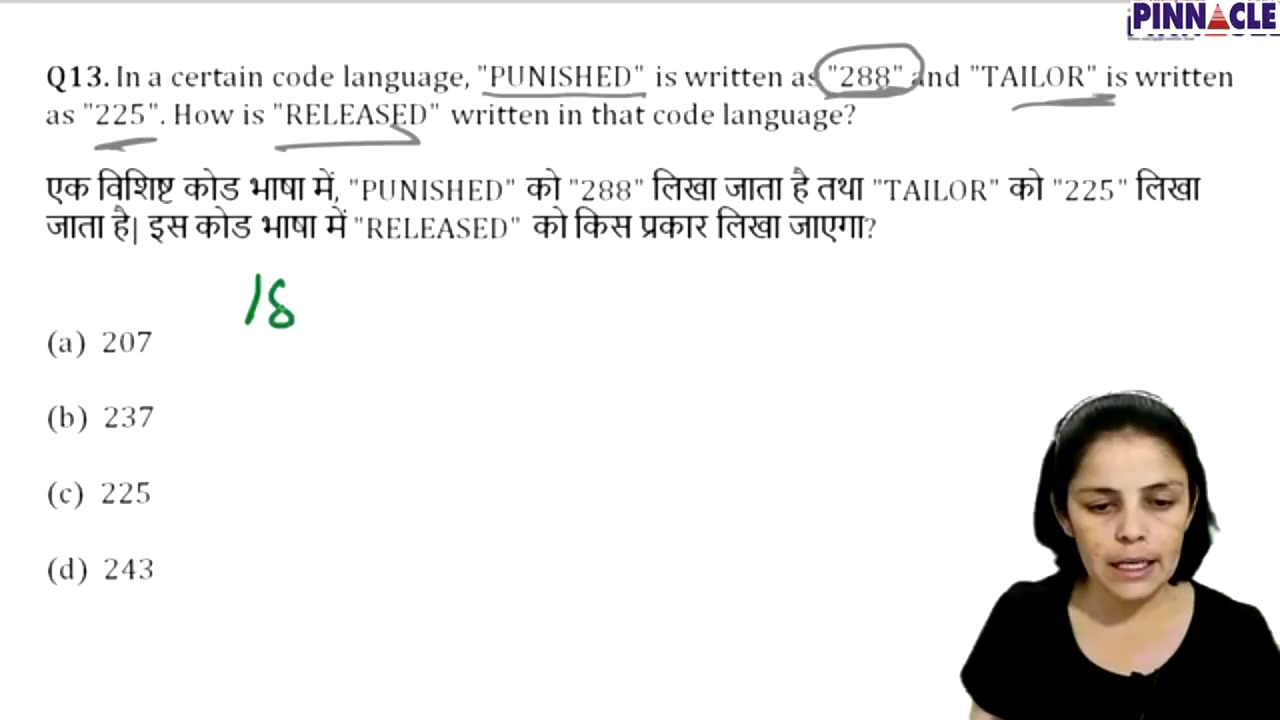 PINNACLE
Q13. In a certain code language, "PUNISHED" is written as "288" and "TAILOR" is written
as "225". How is "RELEASED" written in that code language?
एक विशिष्ट कोड भाषा में, "PUNISHED" को "288" लिखा जाता है तथा "TAILOR" को "225" लिखा
जाता है| इस कोड भाषा में "RELEASED" को किस प्रकार लिखा जाएगा?
18
(a) 207
(b) 237
(c) 225
(d) 243